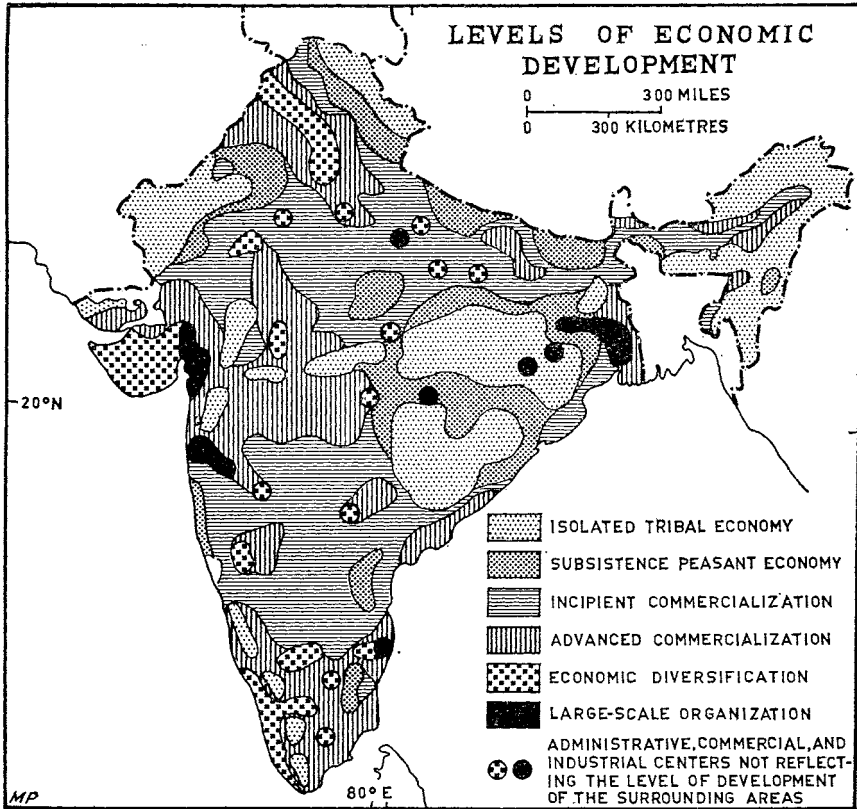 LEVELS OF ECONOMIC
DEVELOPMENT
0 300 MILES
0 300 KILOMETRES
20°N
ISOLATED TRIBAL ECONOMY
SUBSISTENCE PEASANT ECONOMY
INCIPIENT COMMERCIALIZATION
ADVANCED COMMERCIALIZATION
ECONOMIC DIVERSIFICATION
LARGE-SCALE ORGANIZATION
ADMINISTRATIVE, COMMERCIAL, AND
INDUSTRIAL CENTERS NOT REFLECT-
ING THE LEVEL OF DEVELOPMENT
OF THE SURROUNDING AREAS
MP
80° E